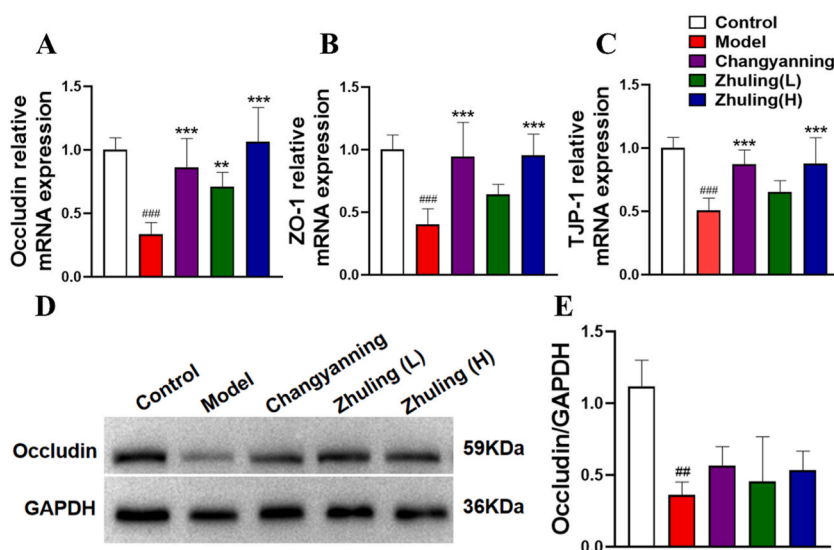 Control
Model
Changyanning
Zhuling(L)
Zhuling(H)
A
Occludin relative
mRNA expression
1.5
1.0
0.5
0.0
###
***
**
***
B
ZO-1 relative
mRNA expression
1.5
1.0
0.5
0.0
###
***
***
C
TJP-1 relative
mRNA expression
1.5
1.0
0.5
0.0
###
***
***
D
Control
Model
Changyanning
Zhuling (L)
Zhuling (H)
Occludin
59KDa
GAPDH
36KDa
E
Occludin/GAPDH
1.5
1.0
0.5
0.0
##